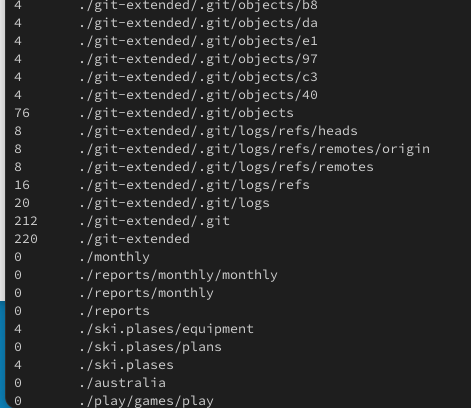 4 ./git-extended/.git/objects/b8
4 ./git-extended/.git/objects/da
4 ./git-extended/.git/objects/e1
4 ./git-extended/.git/objects/97
4 ./git-extended/.git/objects/c3
4 ./git-extended/.git/objects/40
76 ./git-extended/.git/objects
8 ./git-extended/.git/logs/refs/heads
8 ./git-extended/.git/logs/refs/remotes/origin
8 ./git-extended/.git/logs/refs/remotes
16 ./git-extended/.git/logs/refs
20 ./git-extended/.git/logs
212 ./git-extended/.git
220 ./git-extended
0 ./monthly
0 ./reports/monthly/monthly
0 ./reports/monthly
0 ./reports
4 ./ski.plases/equipment
0 ./ski.plases/plans
4 ./ski.plases
0 ./australia
0 ./play/games/play